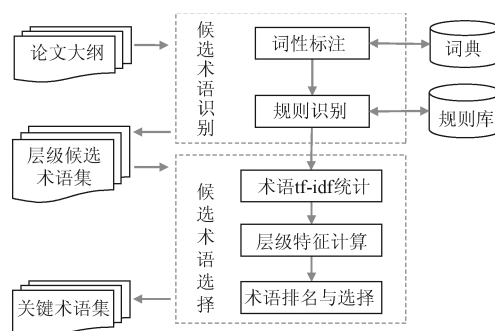 论文大纲
候选术语识别
词性标注
词典
规则识别
规则库
层级候选
术语集
候选术语选择
术语tf-idf统计
层级特征计算
术语排名与选择
关键术语集